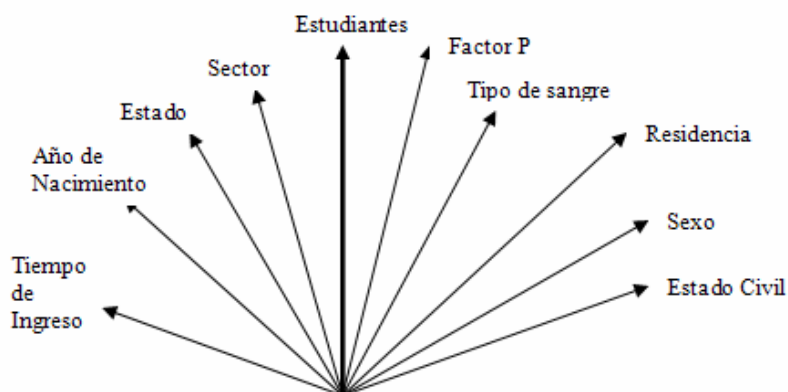 Estudiantes
Factor P
Sector
Tipo de sangre
Estado
Residencia
Año de
Nacimiento
Sexo
Tiempo
de
Ingreso
Estado Civil